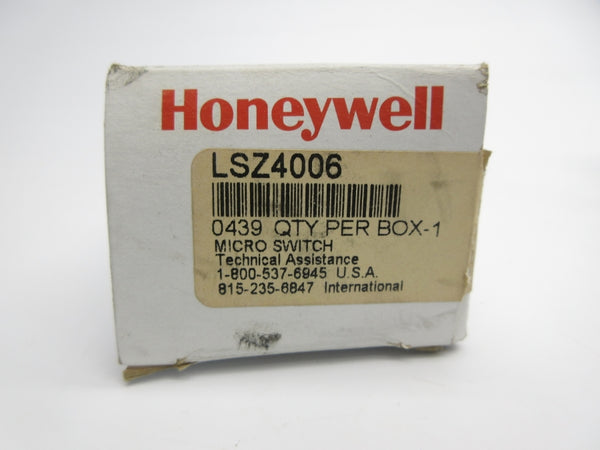 Honeywell
LSZ4006
0439 QTY PER BOX-1
MICRO SWITCH
Technical Assistance
1-800-537-6945 U.S.A.
815-235-6847 International